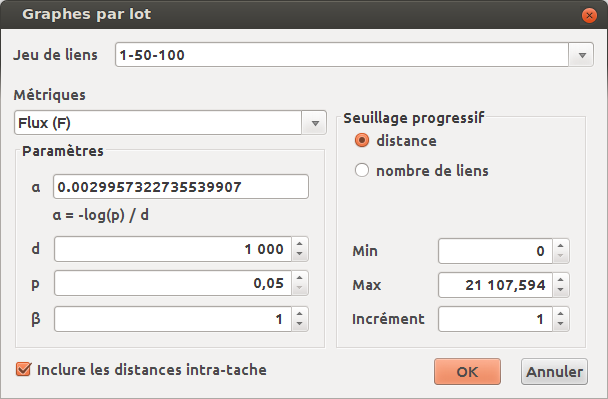 Graphes par lot
Jeu de liens 1-50-100
Métriques
Flux (F)
Paramètres
α 0.0029957322735539907
α = -log(p) / d
d 1 000
p 0,05
β 1
Seuillage progressif
distance
nombre de liens
Min 0
Max 21 107,594
Incrément 1
Inclure les distances intra-tache
OK Annuler